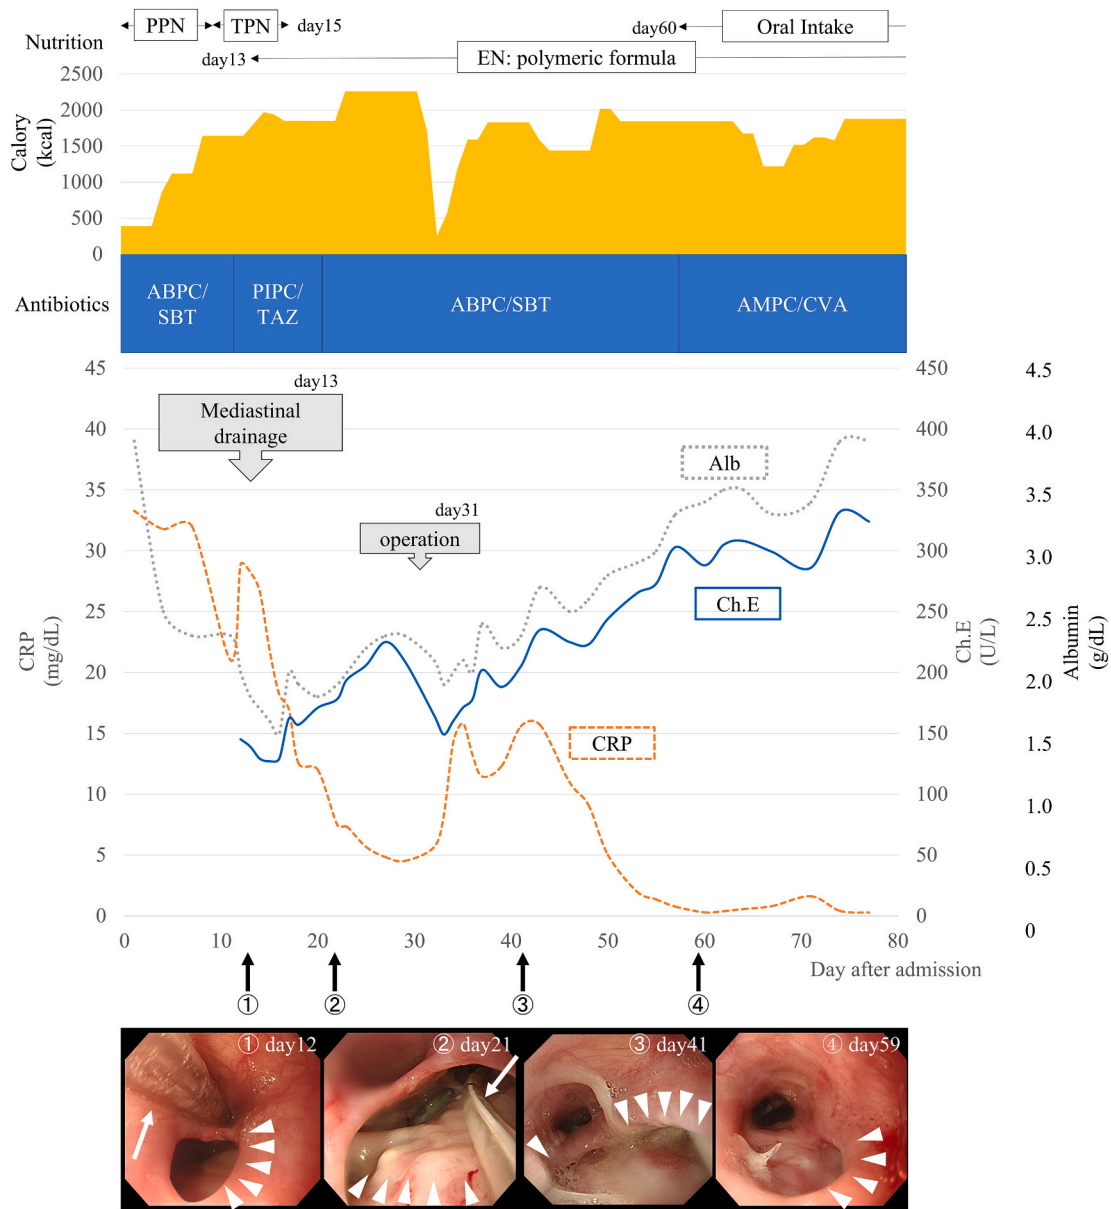 PPN
TPN
day15
day60
Oral Intake
Nutrition
day13
EN: polymeric formula
2500
2000
1500
1000
500
0
Calory
(kcal)
Antibiotics
ABPC/
SBT
PIPC/
TAZ
ABPC/SBT
AMPC/CVA
45
40
35
30
25
20
15
10
5
0
CRP
(mg/dL)
450
400
350
300
250
200
150
100
50
0
Ch.E
(U/L)
4.5
4.0
3.5
3.0
2.5
2.0
1.5
1.0
0.5
0
Albumin
(g/dL)
day13
Mediastinal
drainage
day31
operation
Alb
Ch.E
CRP
0 10 20 30 40 50 60 70 80
Day after admission
① ② ③ ④
① day12
② day21
③ day41
④ day59